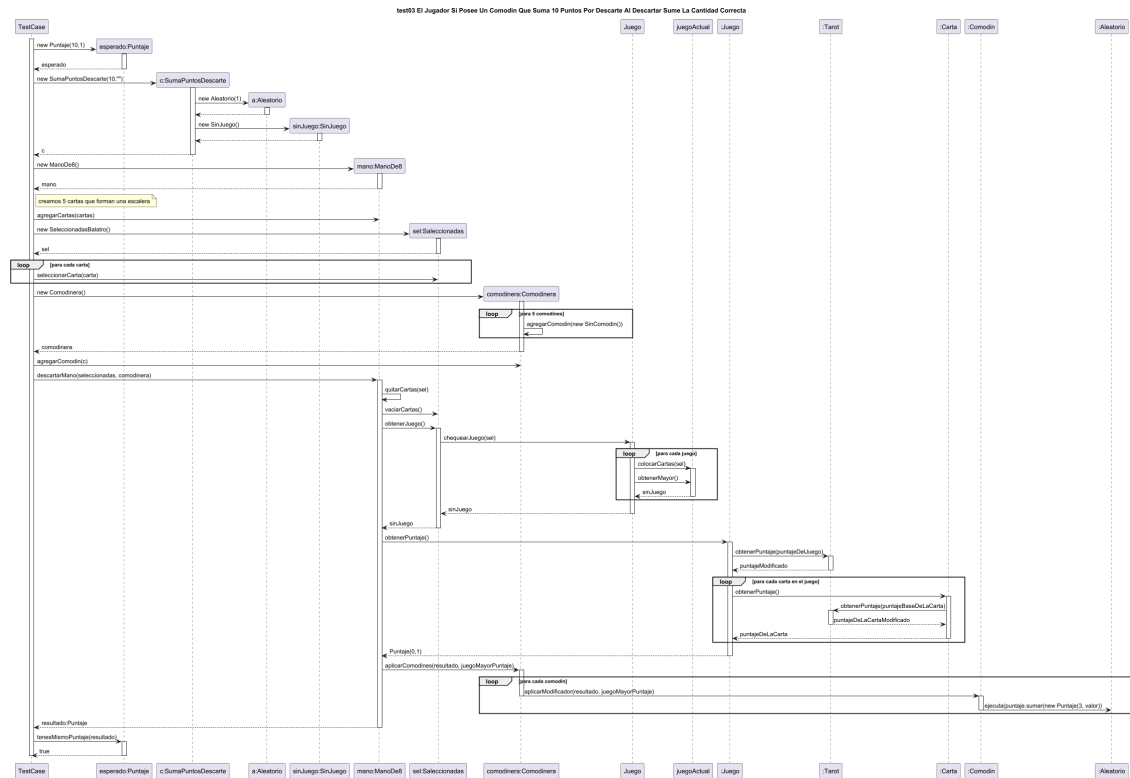 test03 El Jugador Si Posee Un Comodin Que Suma 10 Puntos Por Descarte Al Descartar Sume La Cantidad Correcta
TestCase
Juego
juegoActual
:Juego
:Tarot
:Carta
:Comodin
:Aleatorio
new Puntaje(10,1)
esperado:Puntaje
esperado
new SumaPuntosDescarte(10,"")
c:SumaPuntosDescarte
new Aleatorio(1)
a:Aleatorio
new SinJuego()
sinJuego:SinJuego
c
new ManoDe8()
mano:ManoDe8
mano
creamos 5 cartas que forman una escalera
agregarCartas(cartas)
new SeleccionadasBalatro()
sel:Saleccionadas
sel
loop [para cada carta]
seleccionarCarta(carta)
new Comodinera()
comodinera:Comodinera
loop [para 5 comodines]
agregarComodin(new SinComodin())
comodinera
agregarComodin(c)
descartarMano(seleccionadas, comodinera)
quitarCartas(sel)
vaciarCartas()
obtenerJuego()
chequearJuego(sel)
loop [para cada juego]
colocarCartas(sel)
obtenerMayor()
sinJuego
sinJuego
sinJuego
obtenerPuntaje()
obtenerPuntaje(puntajeDelJuego)
puntajeModificado
loop [para cada carta en el juego]
obtenerPuntaje()
obtenerPuntaje(puntajeBaseDeLaCarta)
puntajeDeLaCartaModificado
puntajeDeLaCarta
Puntaje(0,1)
aplicarComodines(resultado, juegoMayorPuntaje)
loop [para cada comodin]
aplicarModificador(resultado, juegoMayorPuntaje)
ejecuta(puntaje.sumar(new Puntaje(3, valor))
resultado:Puntaje
tenesMismoPuntaje(resultado)
true
TestCase
esperado:Puntaje
c:SumaPuntosDescarte
a:Aleatorio
sinJuego:SinJuego
mano:ManoDe8
sel:Saleccionadas
comodinera:Comodinera
Juego
juegoActual
:Juego
:Tarot
:Carta
:Comodin
:Aleatorio